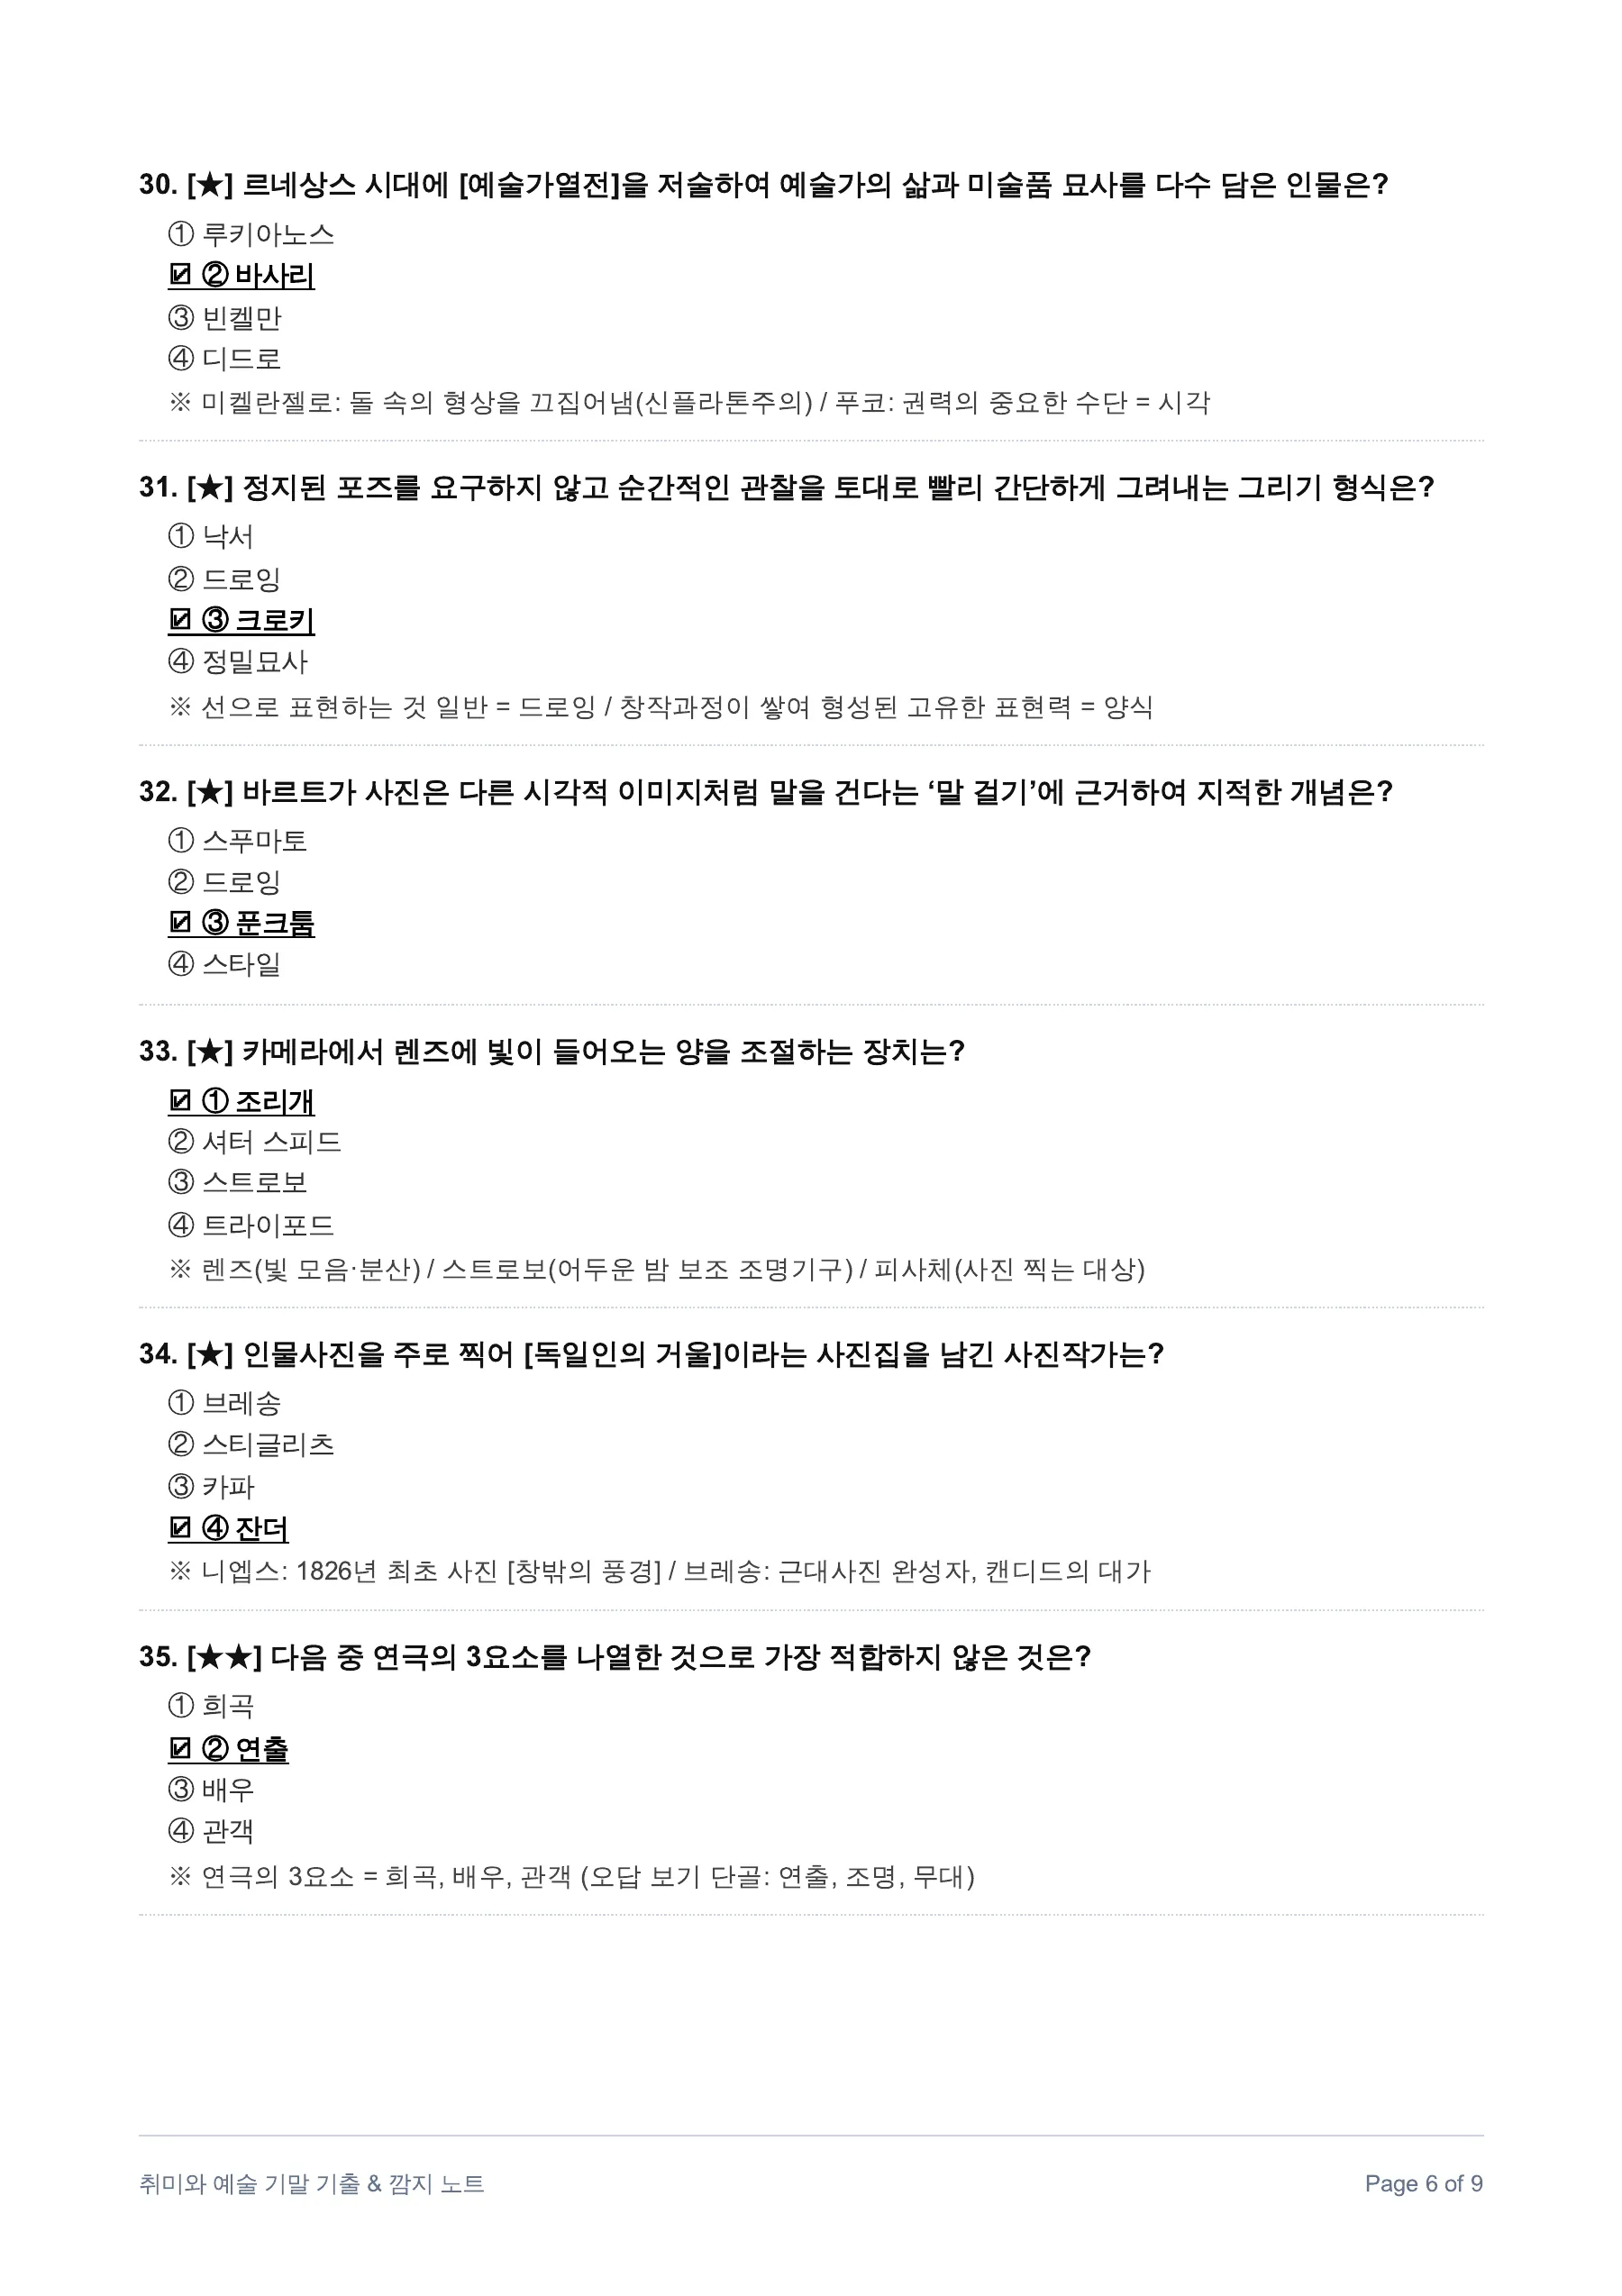 30. [★] 르네상스 시대에 [예술가열전]을 저술하여 예술가의 삶과 미술품 묘사를 다수 담은 인물은?
① 루키아노스
☑ ② 바사리
③ 빈켈만
④ 디드로
※ 미켈란젤로: 돌 속의 형상을 끄집어냄(신플라톤주의) / 푸코: 권력의 중요한 수단 = 시각
31. [★] 정지된 포즈를 요구하지 않고 순간적인 관찰을 토대로 빨리 간단하게 그려내는 그리기 형식은?
① 낙서
② 드로잉
☑ ③ 크로키
④ 정밀묘사
※ 선으로 표현하는 것 일반 = 드로잉 / 창작과정이 쌓여 형성된 고유한 표현력 = 양식
32. [★] 바르트가 사진은 다른 시각적 이미지처럼 말을 건다는 ‘말 걸기’에 근거하여 지적한 개념은?
① 스푸마토
② 드로잉
☑ ③ 푼크툼
④ 스타일
33. [★] 카메라에서 렌즈에 빛이 들어오는 양을 조절하는 장치는?
☑ ① 조리개
② 셔터 스피드
③ 스트로보
④ 트라이포드
※ 렌즈(빛 모음·분산) / 스트로보(어두운 밤 보조 조명기구) / 피사체(사진 찍는 대상)
34. [★] 인물사진을 주로 찍어 [독일인의 거울]이라는 사진집을 남긴 사진작가는?
① 브레송
② 스티글리츠
③ 카파
☑ ④ 잔더
※ 니엡스: 1826년 최초 사진 [창밖의 풍경] / 브레송: 근대사진 완성자, 캔디드의 대가
35. [★★] 다음 중 연극의 3요소를 나열한 것으로 가장 적합하지 않은 것은?
① 희곡
☑ ② 연출
③ 배우
④ 관객
※ 연극의 3요소 = 희곡, 배우, 관객 (오답 보기 단골: 연출, 조명, 무대)
취미와 예술 기말 기출 & 깜지 노트
Page 6 of 9